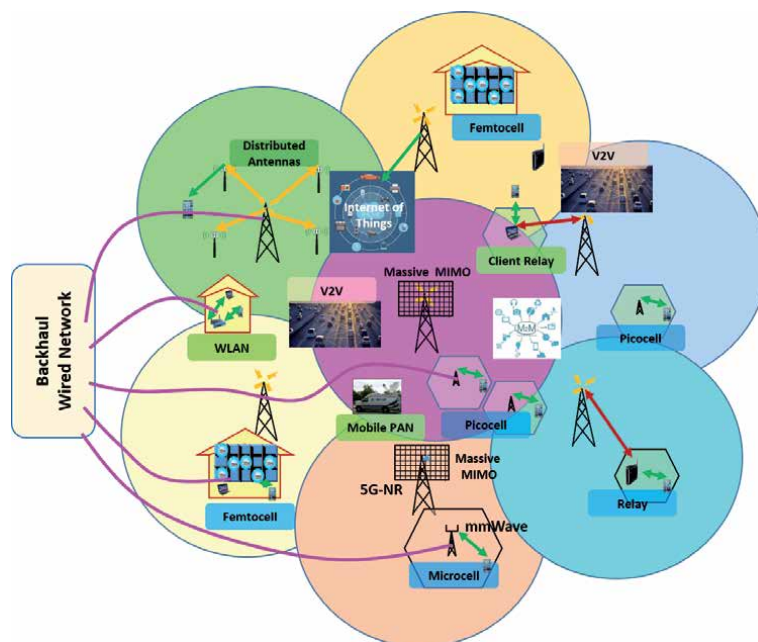 Femtocell
Distributed
Antennas
V2V
Internet of
Things
Client Relay
Massive MIMO
V2V
M2M
Backhaul
Wired Network
WLAN
Picocell
Mobile PAN
Picocell
Massive
MIMO
5G-NR
Femtocell
Relay
mmWave
Microcell